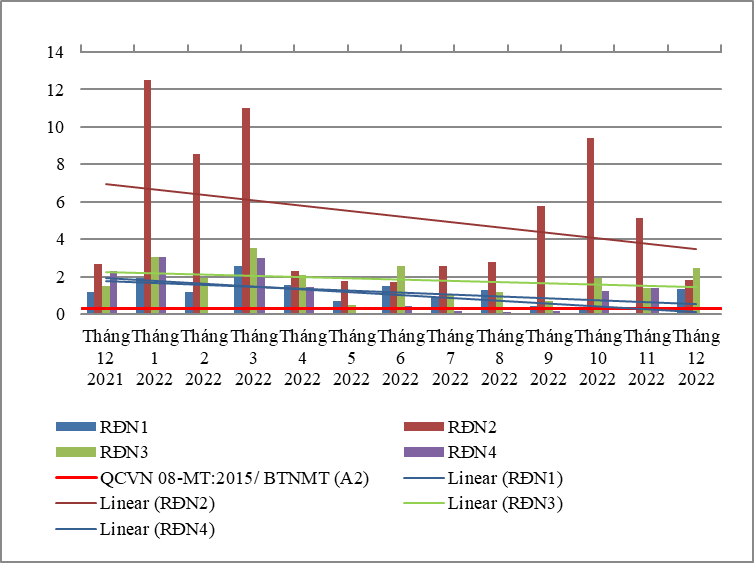 14
12
10
8
6
4
2
0
Tháng Tháng Tháng Tháng Tháng Tháng Tháng Tháng Tháng Tháng Tháng Tháng Tháng
12 1 2 3 4 5 6 7 8 9 10 11 12
2021 2022 2022 2022 2022 2022 2022 2022 2022 2022 2022 2022 2022
RĐN1 RĐN2
RĐN3 RĐN4
QCVN 08-MT:2015/ BTNMT (A2) Linear (RĐN1)
Linear (RĐN2) Linear (RĐN3)
Linear (RĐN4)